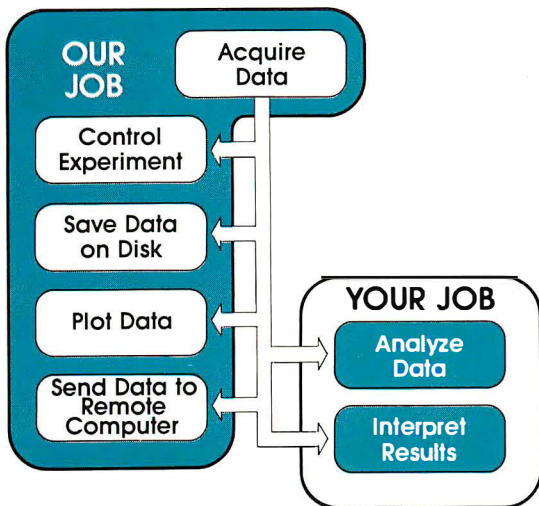 OUR
JOB
Acquire
Data
Control
Experiment
Save Data
on Disk
Plot Data
Send Data to
Remote
Computer
YOUR JOB
Analyze
Data
Interpret
Results